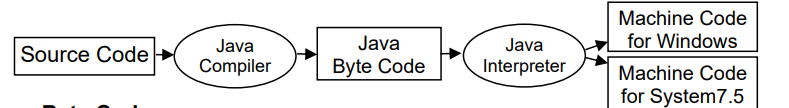 Source Code
Java
Compiler
Java
Byte Code
Java
Interpreter
Machine Code
for Windows
Machine Code
for System7.5